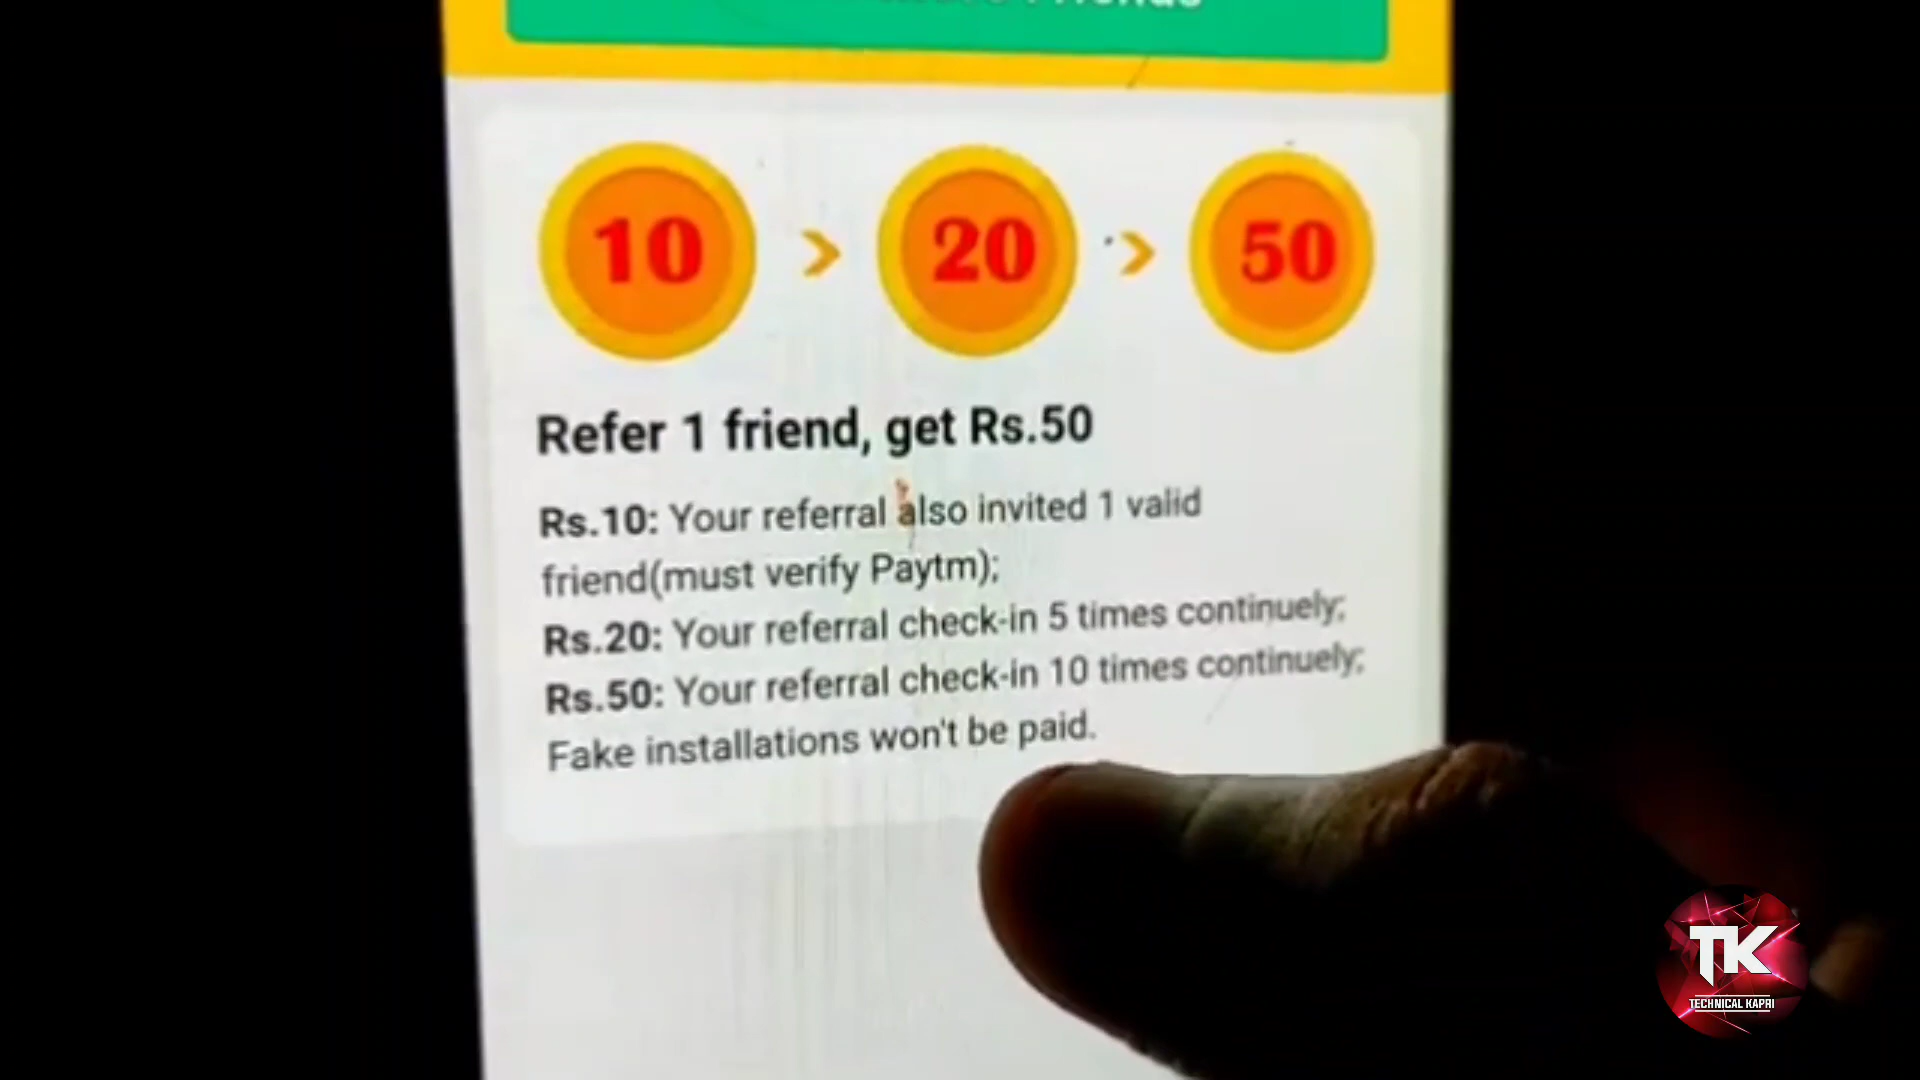 Friends
10 > 20 > 50
Refer 1 friend, get Rs.50
Rs.10: Your referral also invited 1 valid
friend(must verify Paytm);
Rs.20: Your referral check-in 5 times continuely;
Rs.50: Your referral check-in 10 times continuely;
Fake installations won't be paid.
TK
TECHNICAL KAPRI